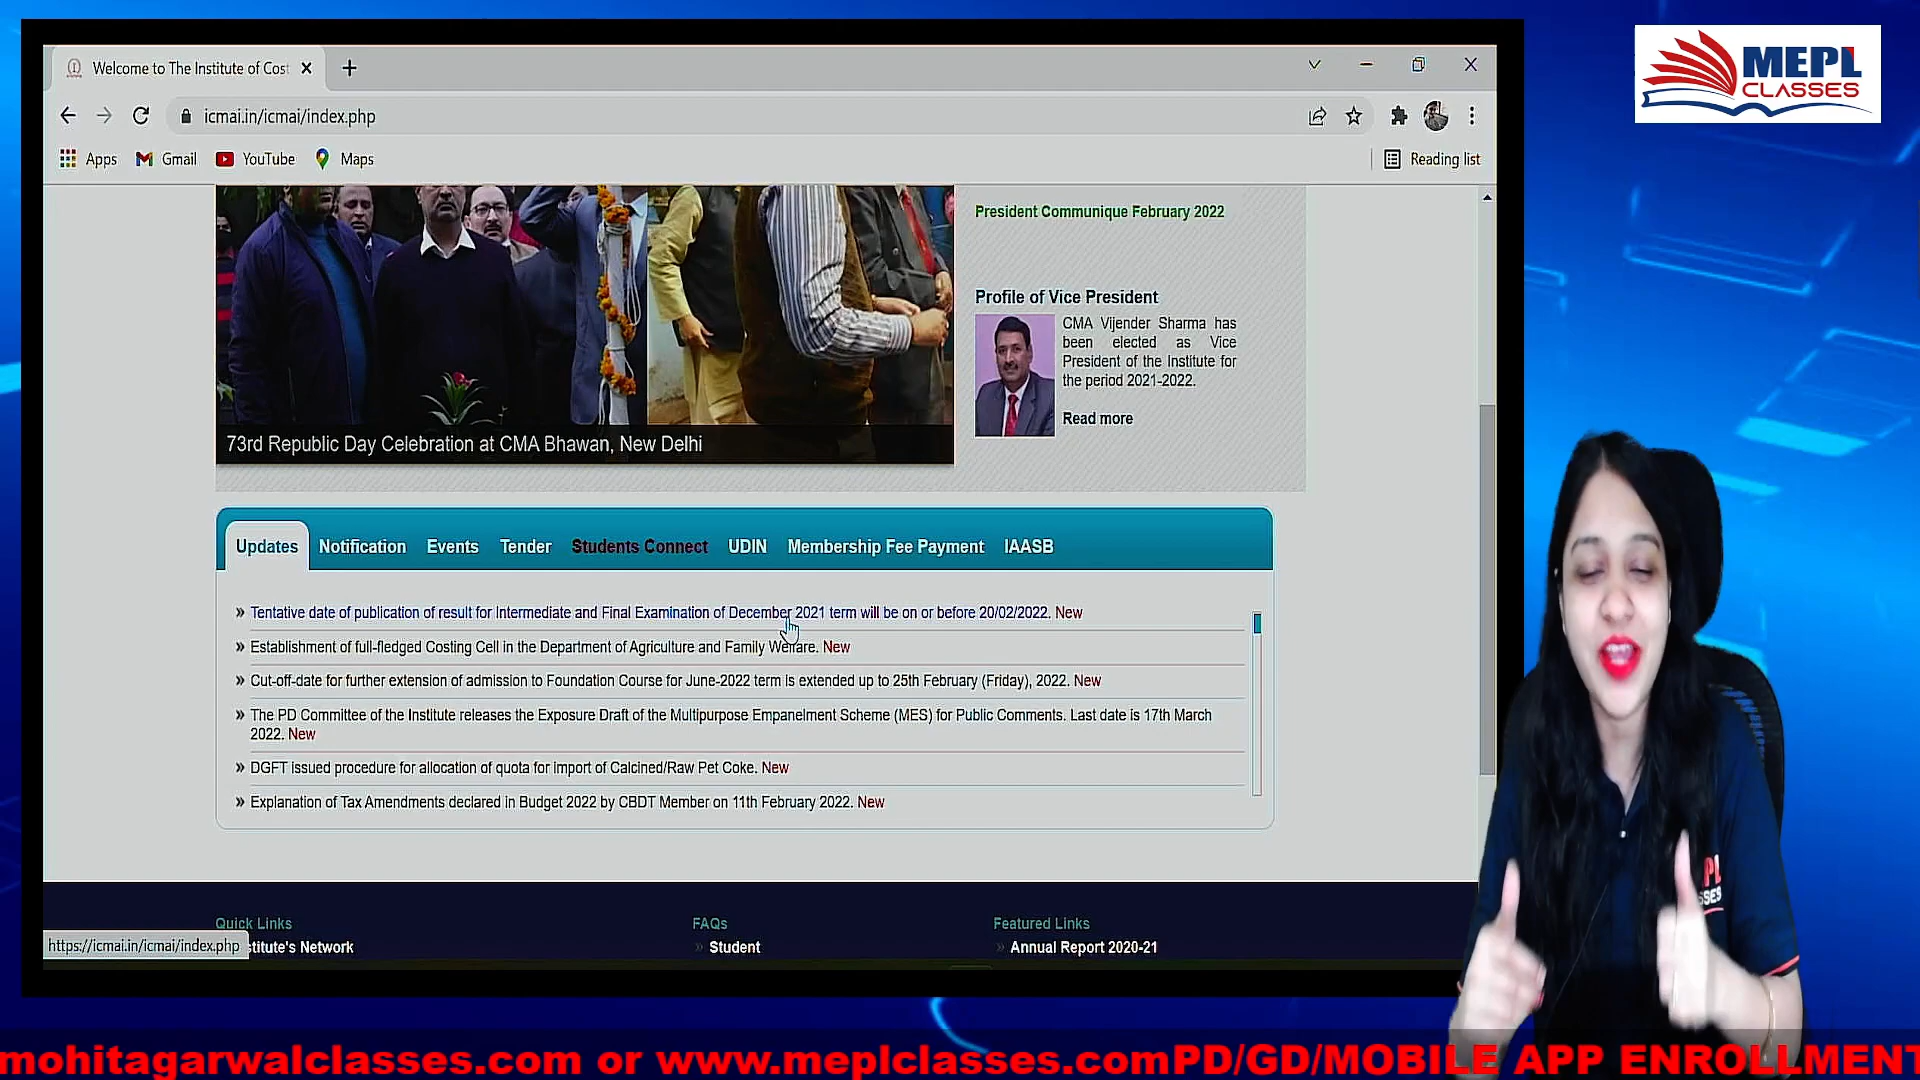 Welcome to The Institute of Cost
icmai.in/icmai/index.php
Apps
Gmail
YouTube
Maps
Reading list
MEPL
CLASSES
President Communique February 2022
Profile of Vice President
CMA Vijender Sharma has
been elected as Vice
President of the Institute for
the period 2021-2022.
Read more
73rd Republic Day Celebration at CMA Bhawan, New Delhi
Updates Notification Events Tender Students Connect UDIN Membership Fee Payment IAASB
» Tentative date of publication of result for Intermediate and Final Examination of December 2021 term will be on or before 20/02/2022. New
» Establishment of full-fledged Costing Cell in the Department of Agriculture and Family Welfare. New
» Cut-off-date for further extension of admission to Foundation Course for June-2022 term is extended up to 25th February (Friday), 2022. New
» The PD Committee of the Institute releases the Exposure Draft of the Multipurpose Empanelment Scheme (MES) for Public Comments. Last date is 17th March
2022. New
» DGFT issued procedure for allocation of quota for import of Calcined/Raw Pet Coke. New
» Explanation of Tax Amendments declared in Budget 2022 by CBDT Member on 11th February 2022. New
Quick Links
FAQs
Featured Links
https://icmai.in/icmai/index.php
stitute's Network
» Student
» Annual Report 2020-21
PL
SSES
mohitagarwalclasses.com or www.meplclasses.comPD/GD/MOBILE APP ENROLLMENT